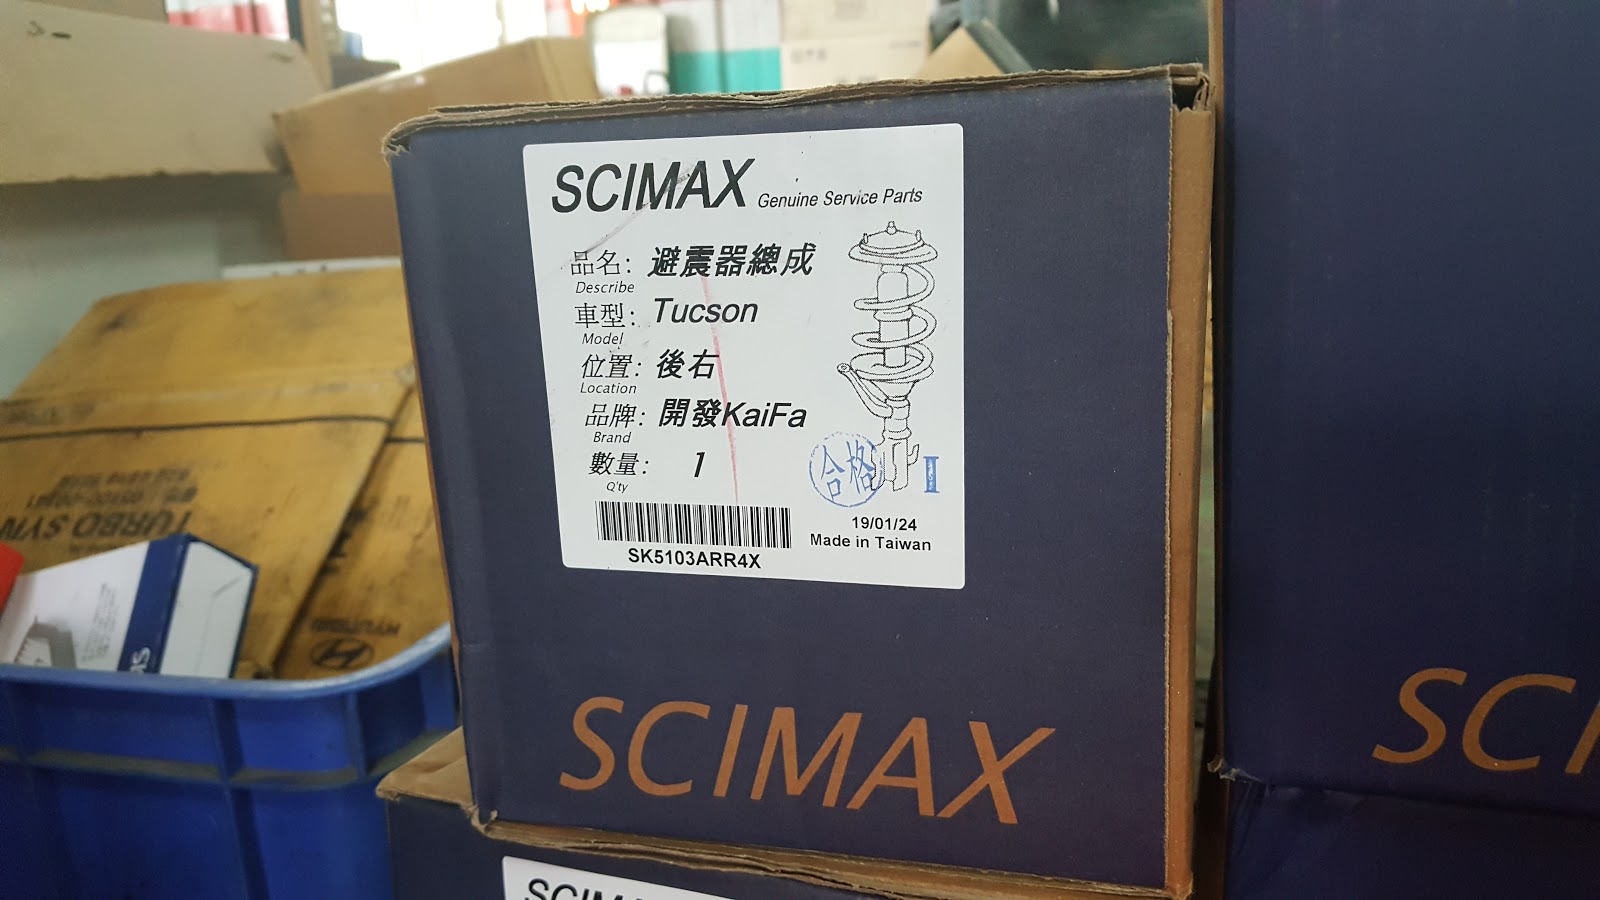 SCIMAX Genuine Service Parts
品名: 避震器總成
Describe
車型: Tucson
Model
位置: 後右
Location
品牌: 開發KaiFa
Brand
數量: 1
Q'ty
合格
SK5103ARR4X
19/01/24
Made in Taiwan
SCIMAX
SCI
SCIMAX
TURBO SYN
HYUNDAI